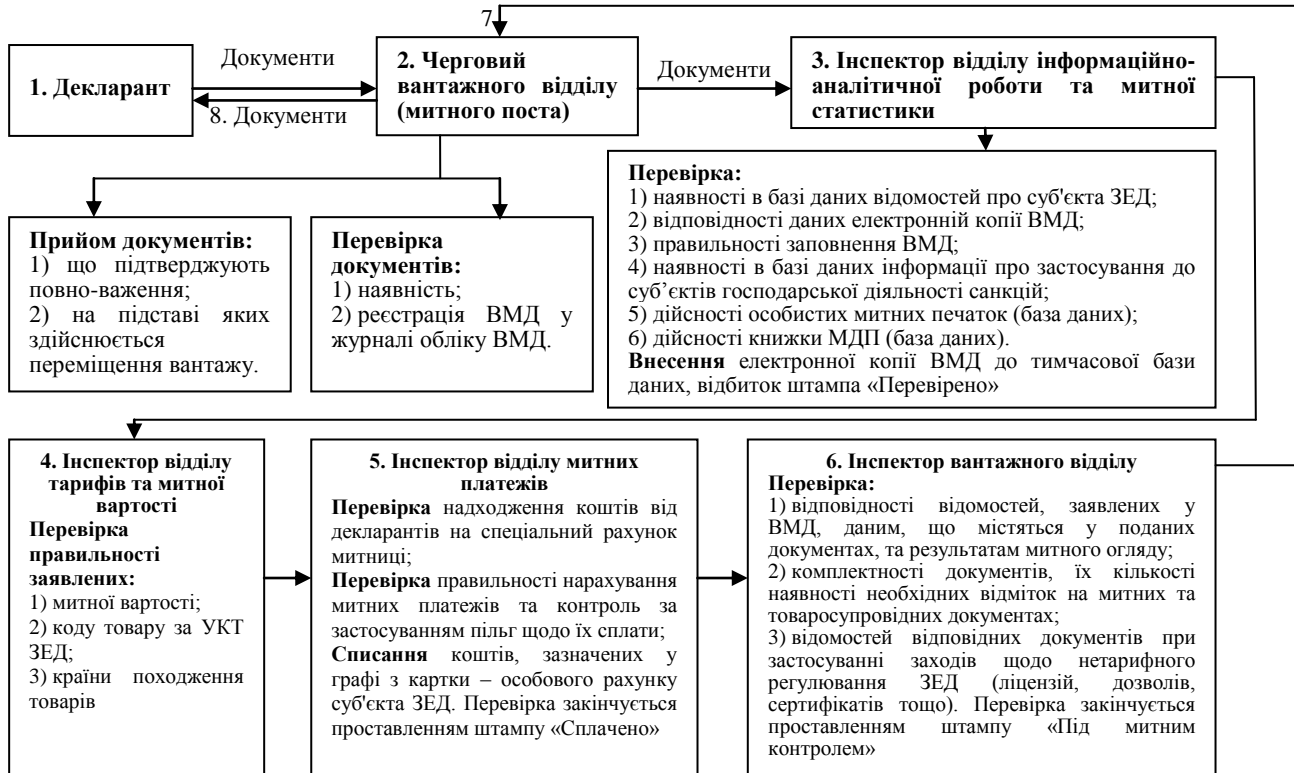 7
Документи
1. Декларант
8. Документи
2. Черговий
вантажного відділу
(митного поста)
Документи
3. Інспектор відділу інформаційно-
аналітичної роботи та митної
статистики
Прийом документів:
1) що підтверджують
повно-важення;
2) на підставі яких
здійснюється
переміщення вантажу.
Перевірка
документів:
1) наявність;
2) реєстрація ВМД у
журналі обліку ВМД.
Перевірка:
1) наявності в базі даних відомостей про суб'єкта ЗЕД;
2) відповідності даних електронній копії ВМД;
3) правильності заповнення ВМД;
4) наявності в базі даних інформації про застосування до
суб’єктів господарської діяльності санкцій;
5) дійсності особистих митних печаток (база даних);
6) дійсності книжки МДП (база даних).
Внесення електронної копії ВМД до тимчасової бази
даних, відбиток штампа «Перевірено»
4. Інспектор відділу
тарифів та митної
вартості
Перевірка
правильності
заявлених:
1) митної вартості;
2) коду товару за УКТ
ЗЕД;
3) країни походження
товарів
5. Інспектор відділу митних
платежів
Перевірка надходження коштів від
декларантів на спеціальний рахунок
митниці;
Перевірка правильності нарахування
митних платежів та контроль за
застосуванням пільг щодо їх сплати;
Списання коштів, зазначених у
графі з картки – особового рахунку
суб'єкта ЗЕД. Перевірка закінчується
проставленням штампу «Сплачено»
6. Інспектор вантажного відділу
Перевірка:
1) відповідності відомостей, заявлених у
ВМД, даним, що містяться у поданих
документах, та результатам митного огляду;
2) комплектності документів, їх кількості
наявності необхідних відміток на митних та
товаросупровідних документах;
3) відомостей відповідних документів при
застосуванні заходів щодо нетарифного
регулювання ЗЕД (ліцензій, дозволів,
сертифікатів тощо). Перевірка закінчується
проставленням штампу «Під митним
контролем»